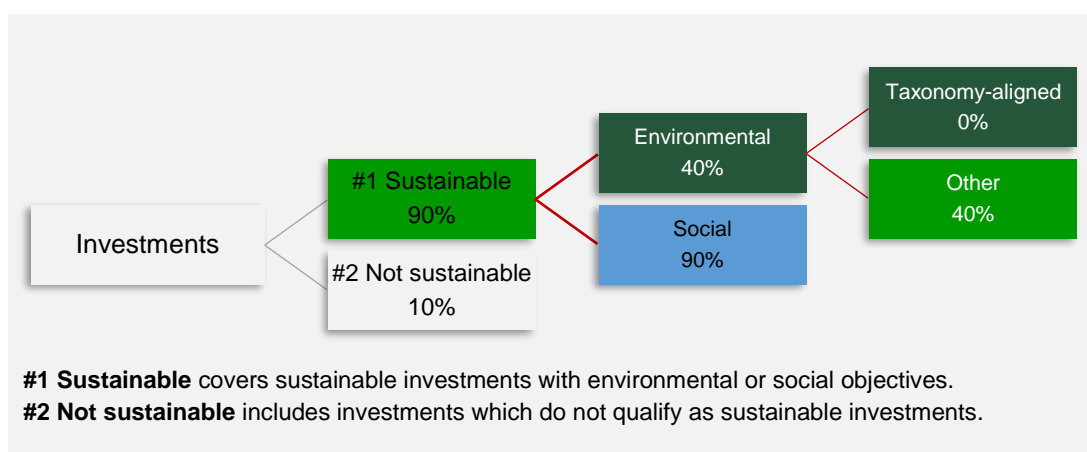 Taxonomy-aligned
0%
Environmental
40%
#1 Sustainable
90%
Other
40%
Investments
Social
90%
#2 Not sustainable
10%
#1 Sustainable covers sustainable investments with environmental or social objectives.
#2 Not sustainable includes investments which do not qualify as sustainable investments.